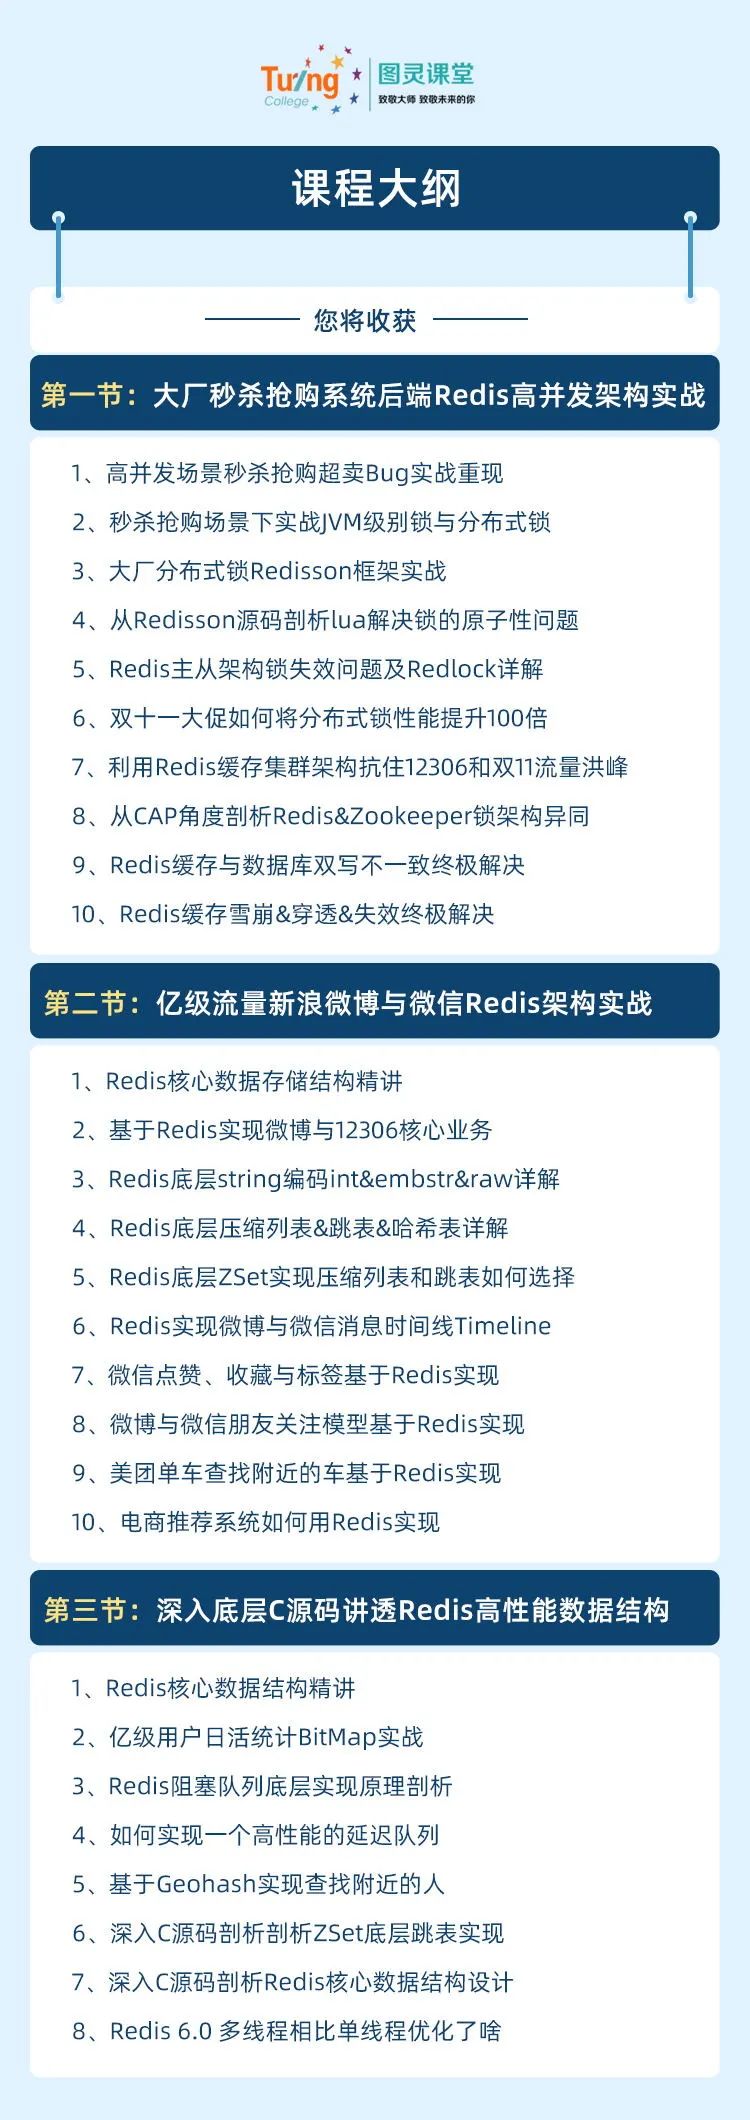 Turing
College
图灵课堂
致敬大师 致敬未来的你
课程大纲
您将收获
第一节：大厂秒杀抢购系统后端Redis高并发架构实战
1、高并发场景秒杀抢购超卖Bug实战重现
2、秒杀抢购场景下实战JVM级别锁与分布式锁
3、大厂分布式锁Redisson框架实战
4、从Redisson源码剖析lua解决锁的原子性问题
5、Redis主从架构锁失效问题及Redlock详解
6、双十一大促如何将分布式锁性能提升100倍
7、利用Redis缓存集群架构抗住12306和双11流量洪峰
8、从CAP角度剖析Redis&Zookeeper锁架构异同
9、Redis缓存与数据库双写不一致终极解决
10、Redis缓存雪崩&穿透&失效终极解决
第二节：亿级流量新浪微博与微信Redis架构实战
1、Redis核心数据存储结构精讲
2、基于Redis实现微博与12306核心业务
3、Redis底层string编码int&embstr&raw详解
4、Redis底层压缩列表&跳表&哈希表详解
5、Redis底层ZSet实现压缩列表和跳表如何选择
6、Redis实现微博与微信消息时间线Timeline
7、微信点赞、收藏与标签基于Redis实现
8、微博与微信朋友关注模型基于Redis实现
9、美团单车查找附近的车基于Redis实现
10、电商推荐系统如何用Redis实现
第三节：深入底层C源码讲透Redis高性能数据结构
1、Redis核心数据结构精讲
2、亿级用户日活统计BitMap实战
3、Redis阻塞队列底层实现原理剖析
4、如何实现一个高性能的延迟队列
5、基于Geohash实现查找附近的人
6、深入C源码剖析剖析ZSet底层跳表实现
7、深入C源码剖析Redis核心数据结构设计
8、Redis 6.0 多线程相比单线程优化了啥